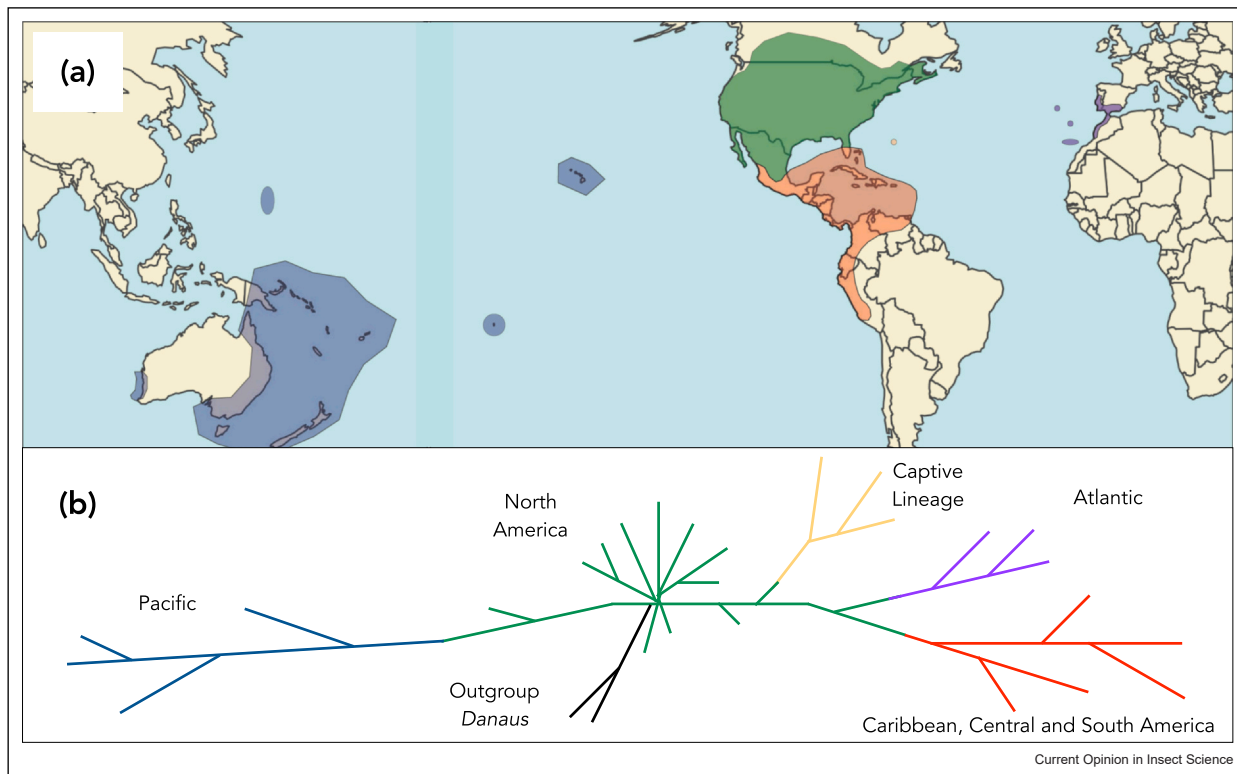 (a)
(b)
North
America
Captive
Lineage
Atlantic
Pacific
Outgroup
Danaus
Caribbean, Central and South America
Current Opinion in Insect Science